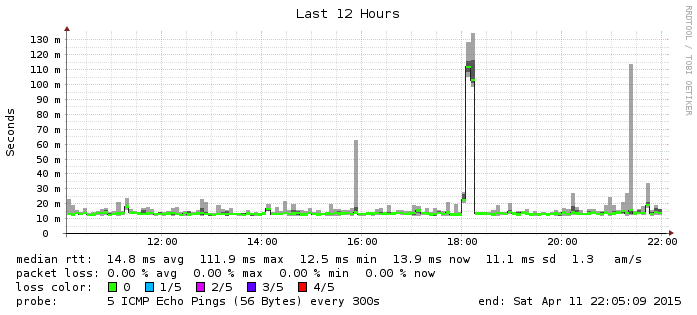 Last 12 Hours
RRDTOOL / TOBI OETIKER
Seconds
130 m
120 m
110 m
100 m
90 m
80 m
70 m
60 m
50 m
40 m
30 m
20 m
10 m
0
12:00 14:00 16:00 18:00 20:00 22:00
median rtt: 14.8 ms avg 111.9 ms max 12.5 ms min 13.9 ms now 11.1 ms sd 1.3 am/s
packet loss: 0.00 % avg 0.00 % max 0.00 % min 0.00 % now
loss color: 0 1/5 2/5 3/5 4/5
probe: 5 ICMP Echo Pings (56 Bytes) every 300s end: Sat Apr 11 22:05:09 2015